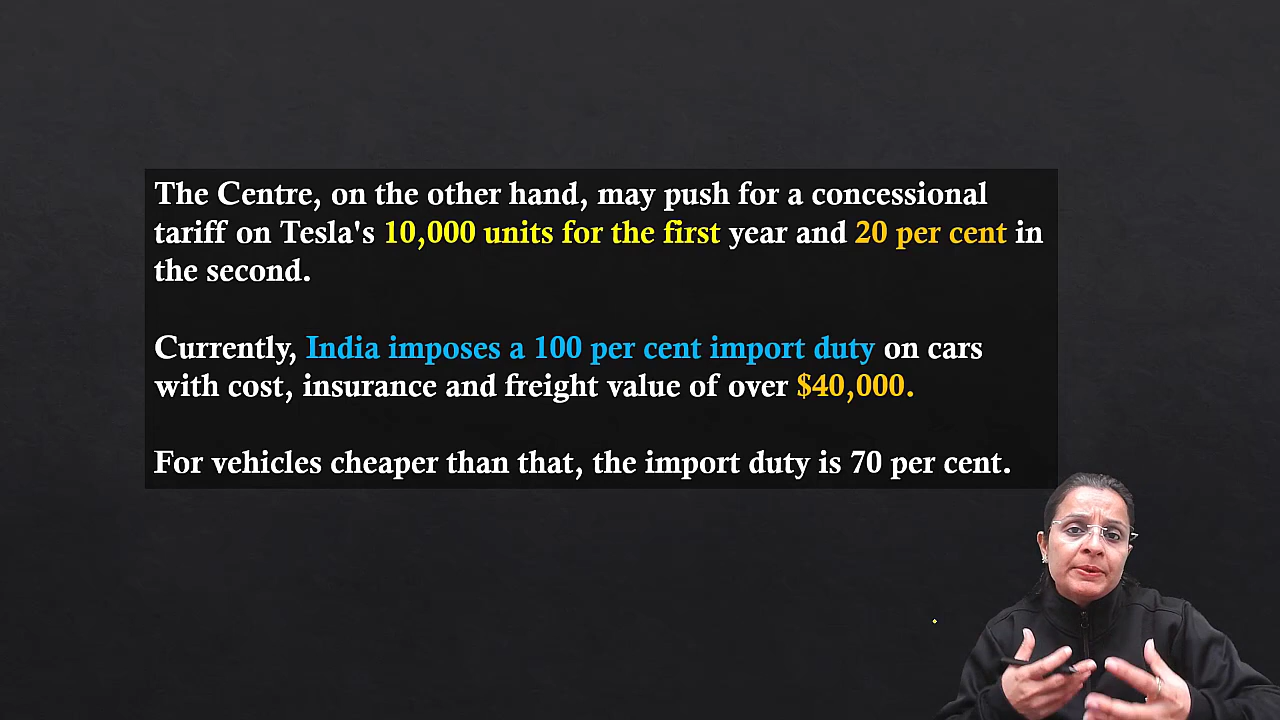 The Centre, on the other hand, may push for a concessional
tariff on Tesla's 10,000 units for the first year and 20 per cent in
the second.
Currently, India imposes a 100 per cent import duty on cars
with cost, insurance and freight value of over $40,000.
For vehicles cheaper than that, the import duty is 70 per cent.